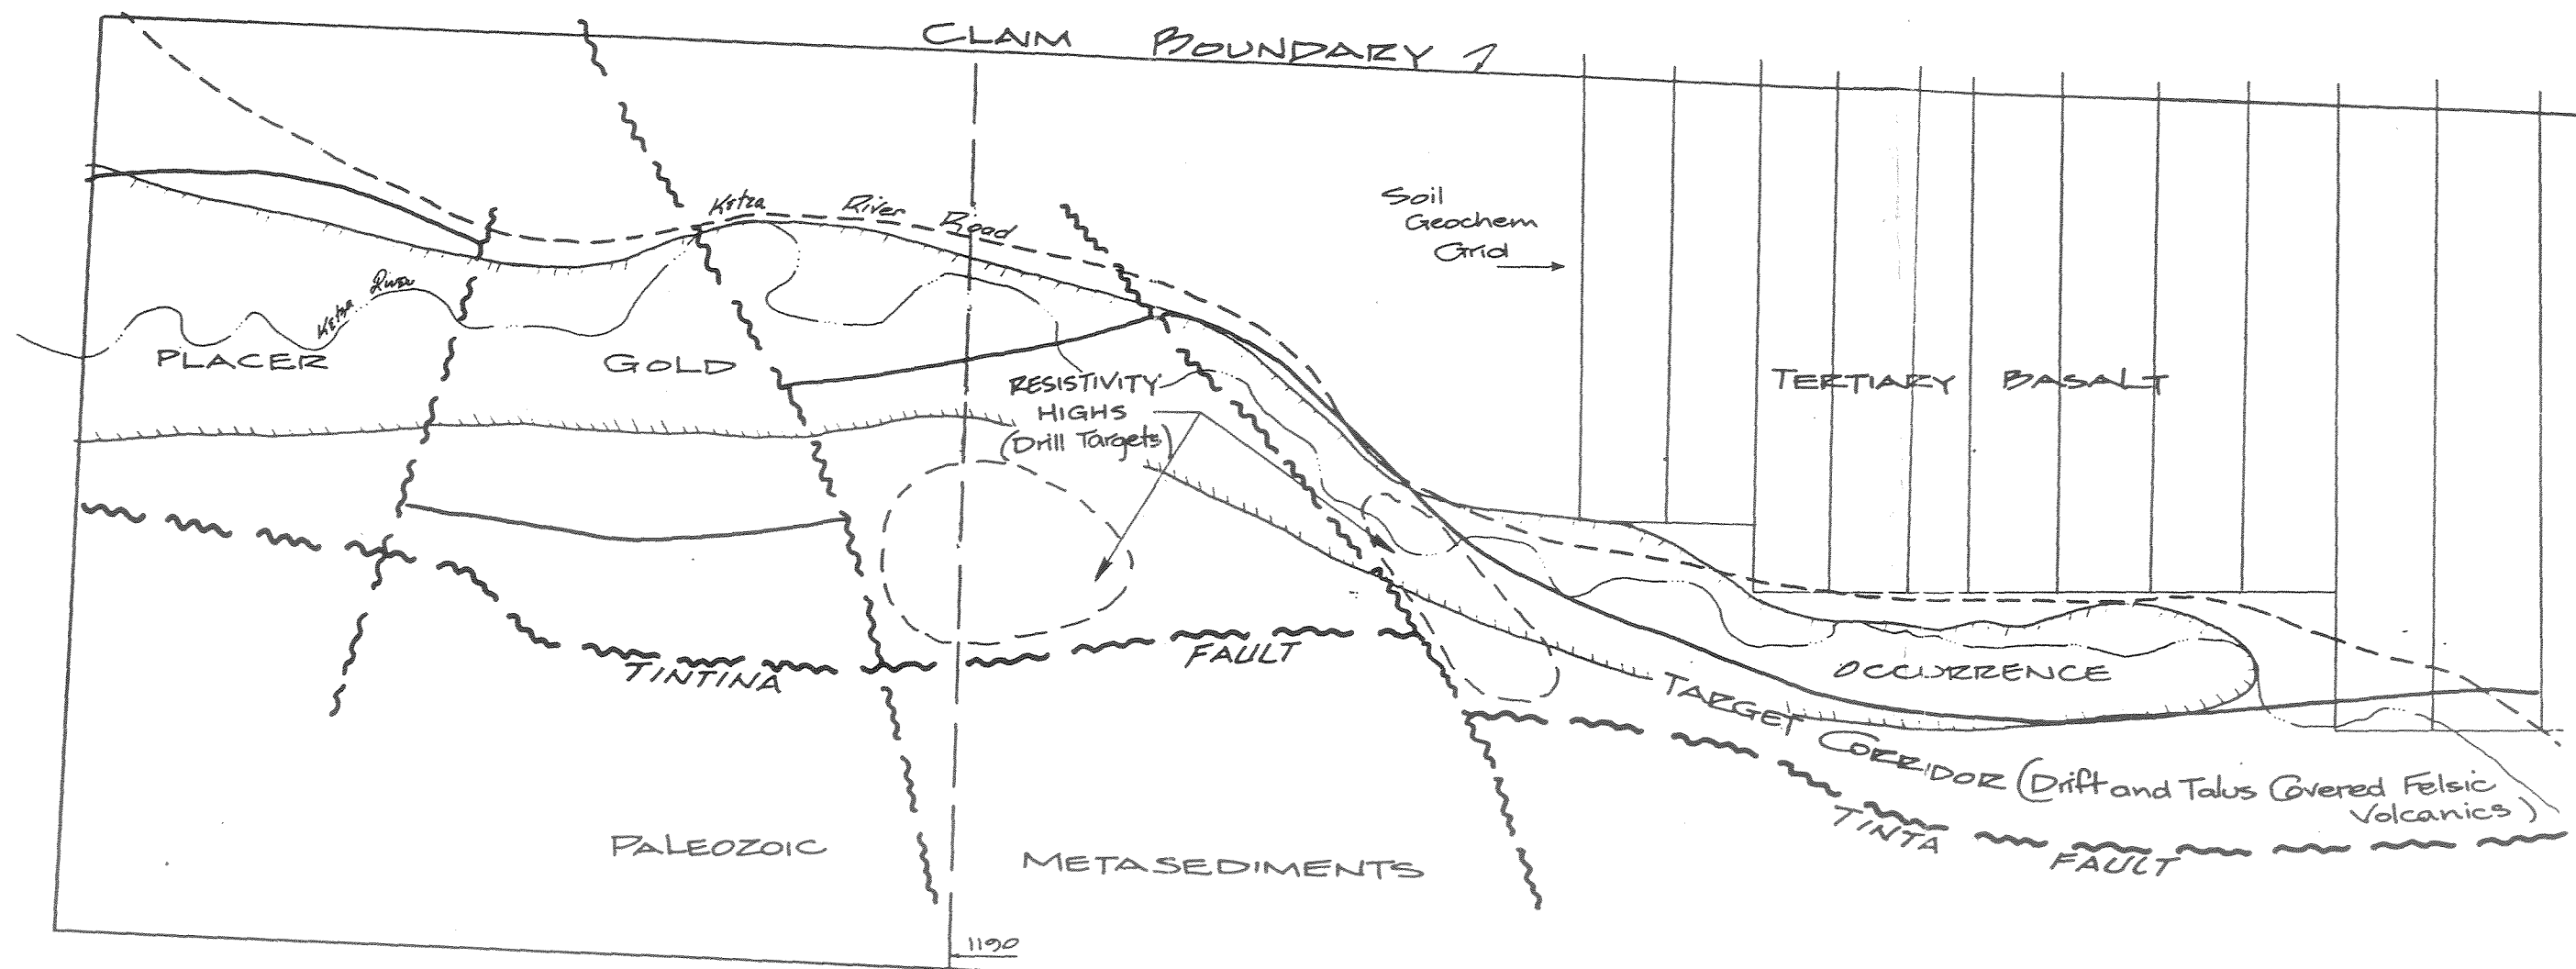 CLAIM BOUNDARY
Ketza River Road
Soil
Geochem
Grid
Ketza River
PLACER GOLD
RESISTIVITY
HIGHS
(Drill Targets)
TERTIARY BASALT
OCCURRENCE
TINTINA FAULT
TARGET CORRIDOR (Drift and Talus Covered Felsic
Volcanics)
TINTA FAULT
PALEOZOIC METASEDIMENTS
1190